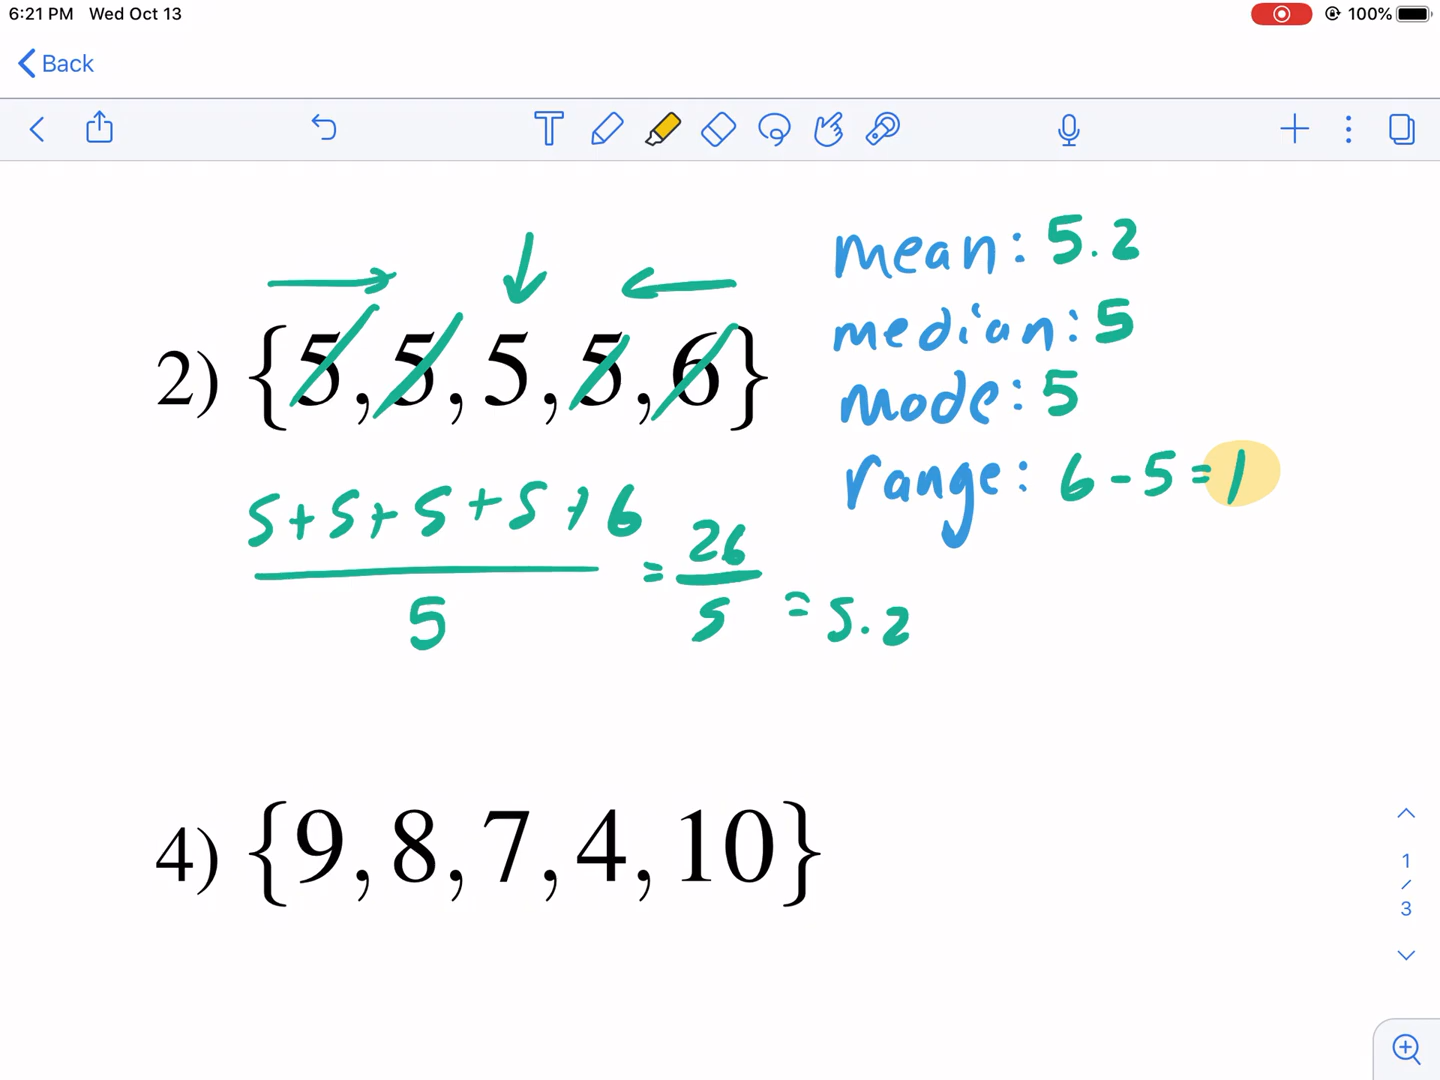 6:21 PM Wed Oct 13
100%
Back
2) {5, 5, 5, 5, 6}
mean: 5.2
median: 5
mode: 5
range: 6 - 5 = 1
5 + 5 + 5 + 5 + 6
5
= 26
5
= 5.2
4) {9, 8, 7, 4, 10}
1
/
3